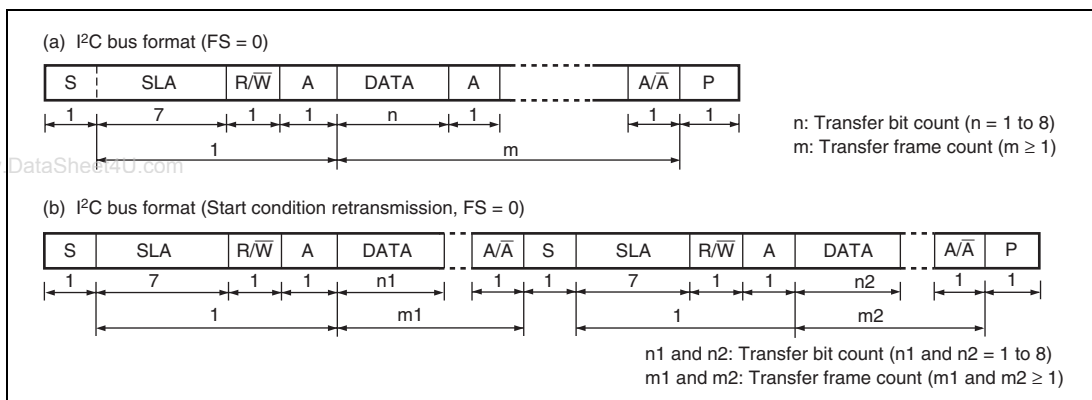 (a) I²C bus format (FS = 0)
S SLA R/W̅ A DATA A A/A̅ P
1 7 1 1 n 1 1 1
1 m
n: Transfer bit count (n = 1 to 8)
m: Transfer frame count (m ≥ 1)
.DataSheet4U.com
(b) I²C bus format (Start condition retransmission, FS = 0)
S SLA R/W̅ A DATA A/A̅ S SLA R/W̅ A DATA A/A̅ P
1 7 1 1 n1 1 1 7 1 1 n2 1 1
1 m1 1 m2
n1 and n2: Transfer bit count (n1 and n2 = 1 to 8)
m1 and m2: Transfer frame count (m1 and m2 ≥ 1)